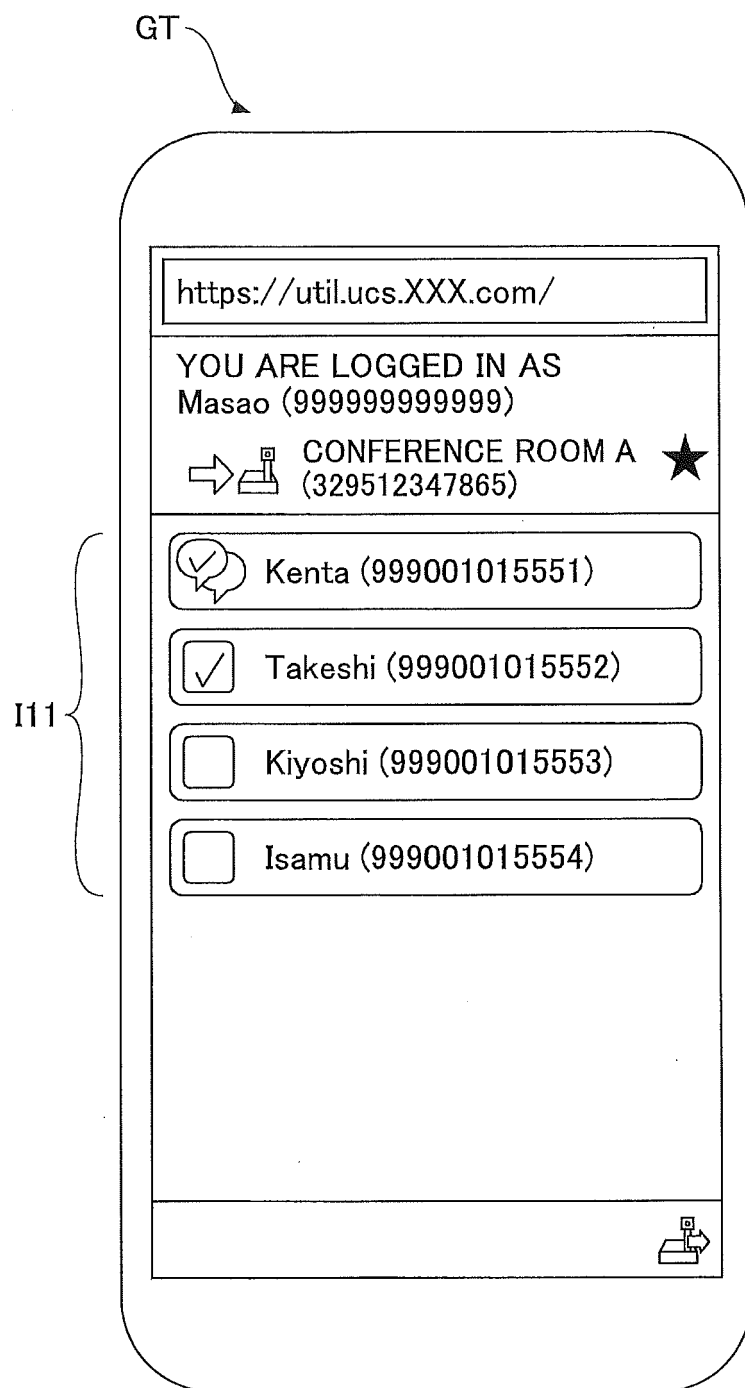 GT
https://util.ucs.XXX.com/
YOU ARE LOGGED IN AS
Masao (999999999999)
CONFERENCE ROOM A
(329512347865)
Kenta (999001015551)
Takeshi (999001015552)
I11
Kiyoshi (999001015553)
Isamu (999001015554)